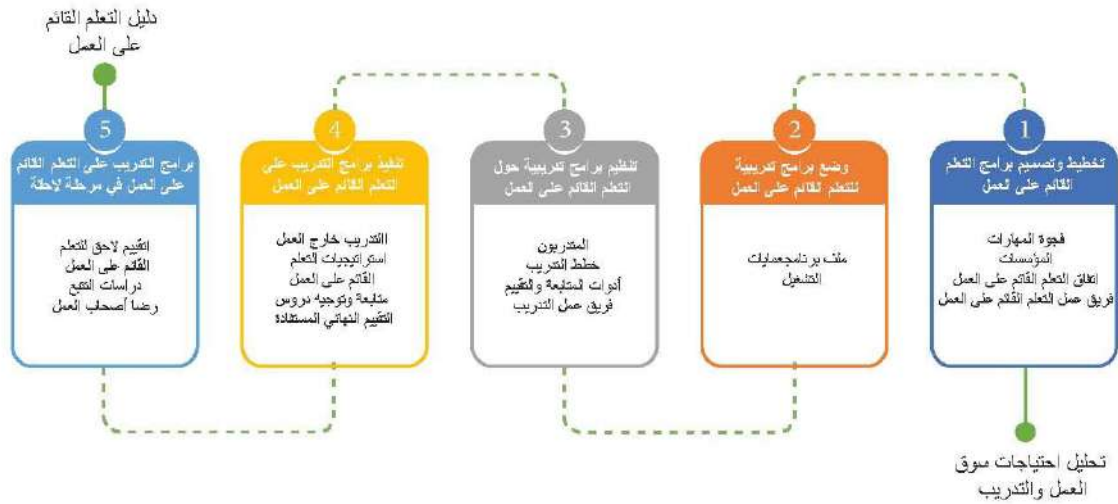 دليل التعلم القائم
على العمل
1
تخطيط وتصميم برامج التعلم
القائم على العمل
فجوة المهارات
المؤسسات
اتفاق التعلم القائم على العمل
فريق عمل التعلم القائم على العمل
2
وضع برامج تدريبية
للتعلم القائم على العمل
ملف برنامجعمايات
التشغيل
3
تنظيم برامج تدريبية حول
التعلم القائم على العمل
المتدربون
خطط التدريب
أدوات المتابعة والتقييم
فريق عمل التدريب
4
تنفيذ برامج التدريب على
التعلم القائم على العمل
االتدريب خارج العمل
استراتيجيات التعلم
القائم على العمل
متابعة وتوجيه دروس
التقييم النهائي المستفادة
5
برامج التدريب على التعلم القائم
على العمل في مرحلة لاحقة
التقييم لاحق للتعلم
القائم على العمل
دراسات التتبع
رضا أصحاب العمل
تحليل احتياجات سوق
العمل والتدريب